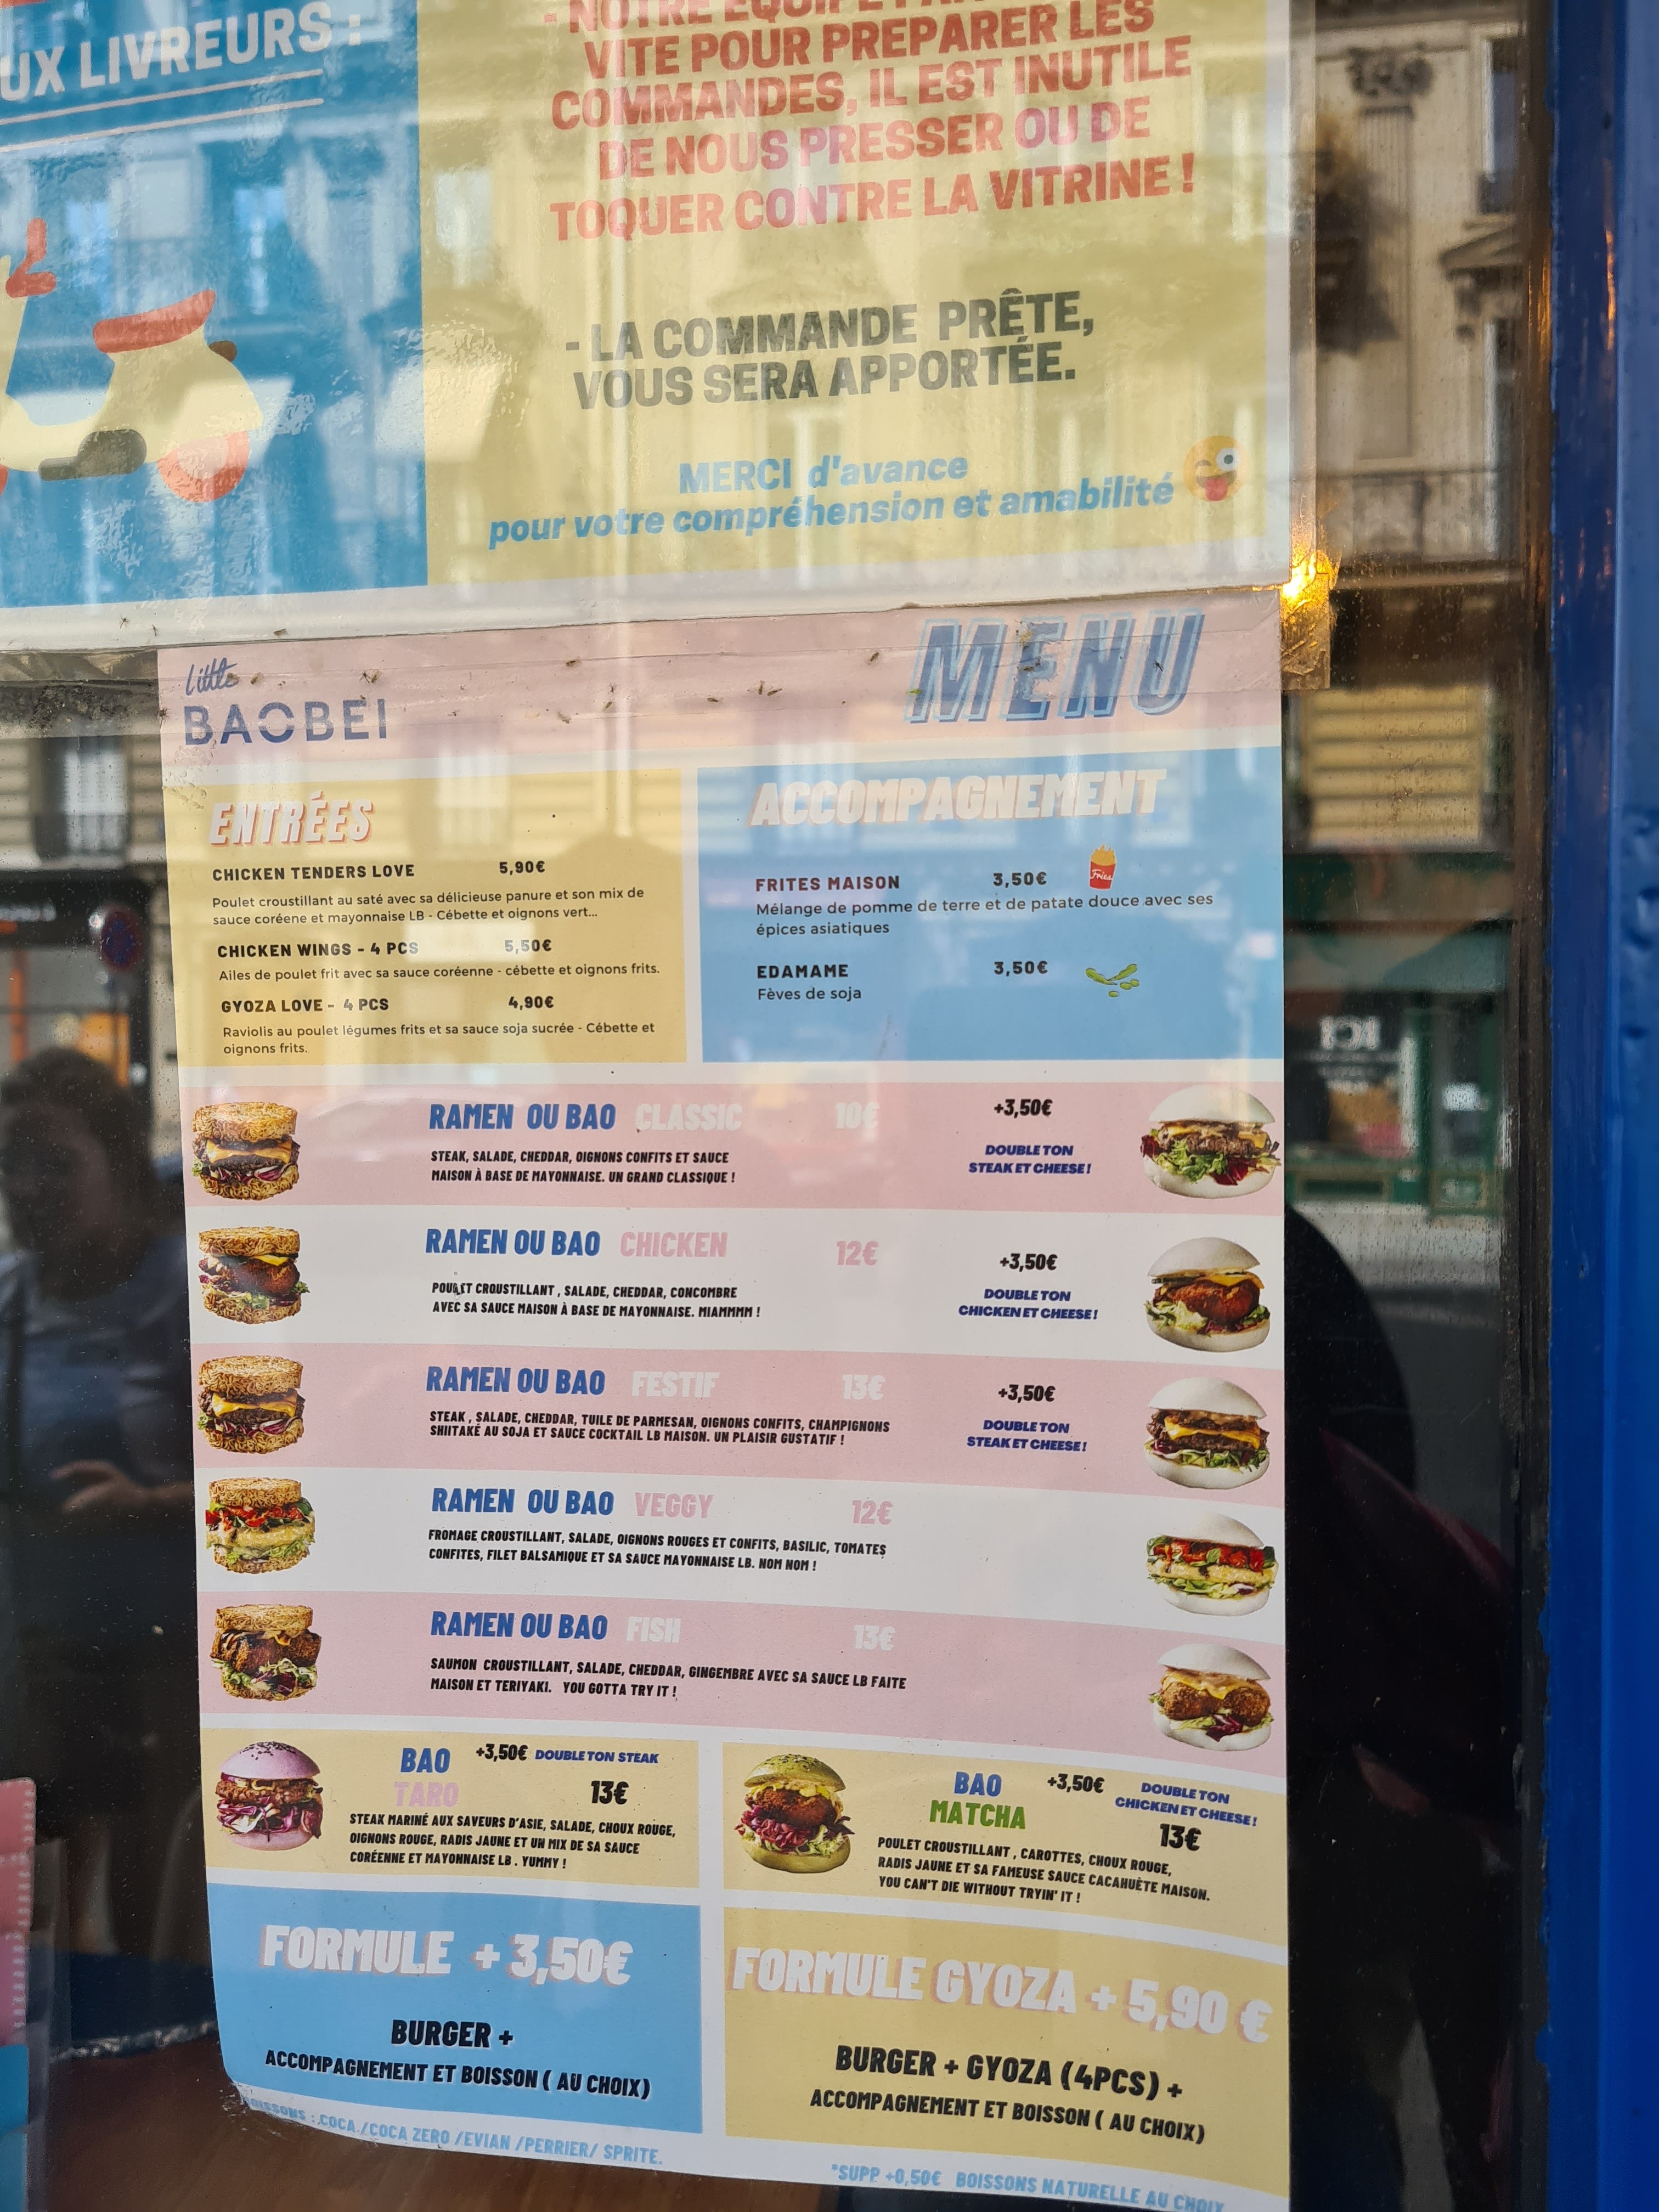 UX LIVREURS :
- NOTRE
VITE POUR PREPARER LES
COMMANDES, IL EST INUTILE
DE NOUS PRESSER OU DE
TOQUER CONTRE LA VITRINE !
- LA COMMANDE PRÊTE,
VOUS SERA APPORTÉE.
MERCI d'avance
pour votre compréhension et amabilité
Little
BAOBEI
MENU
ENTRÉES
CHICKEN TENDERS LOVE 5,90€
Poulet croustillant au saté avec sa délicieuse panure et son mix de
sauce coréene et mayonnaise LB - Cébette et oignons vert...
CHICKEN WINGS - 4 PCS 5,50€
Ailes de poulet frit avec sa sauce coréenne - cébette et oignons frits.
GYOZA LOVE - 4 PCS 4,90€
Raviolis au poulet légumes frits et sa sauce soja sucrée - Cébette et
oignons frits.
ACCOMPAGNEMENT
FRITES MAISON 3,50€
Frites
Mélange de pomme de terre et de patate douce avec ses
épices asiatiques
EDAMAME 3,50€
Fèves de soja
RAMEN OU BAO CLASSIC 10€ +3,50€
STEAK, SALADE, CHEDDAR, OIGNONS CONFITS ET SAUCE
MAISON À BASE DE MAYONNAISE. UN GRAND CLASSIQUE !
DOUBLE TON
STEAK ET CHEESE !
RAMEN OU BAO CHICKEN 12€ +3,50€
POULET CROUSTILLANT , SALADE, CHEDDAR, CONCOMBRE
AVEC SA SAUCE MAISON À BASE DE MAYONNAISE. MIAMMMM !
DOUBLE TON
CHICKEN ET CHEESE !
RAMEN OU BAO FESTIF 13€ +3,50€
STEAK , SALADE, CHEDDAR, TUILE DE PARMESAN, OIGNONS CONFITS, CHAMPIGNONS
SHIITAKÉ AU SOJA ET SAUCE COCKTAIL LB MAISON. UN PLAISIR GUSTATIF !
DOUBLE TON
STEAK ET CHEESE !
RAMEN OU BAO VEGGY 12€
FROMAGE CROUSTILLANT, SALADE, OIGNONS ROUGES ET CONFITS, BASILIC, TOMATES
CONFITES, FILET BALSAMIQUE ET SA SAUCE MAYONNAISE LB. NOM NOM !
RAMEN OU BAO FISH 13€
SAUMON CROUSTILLANT, SALADE, CHEDDAR, GINGEMBRE AVEC SA SAUCE LB FAITE
MAISON ET TERIYAKI. YOU GOTTA TRY IT !
BAO +3,50€ DOUBLE TON STEAK
TARO 13€
STEAK MARINÉ AUX SAVEURS D'ASIE, SALADE, CHOUX ROUGE,
OIGNONS ROUGE, RADIS JAUNE ET UN MIX DE SA SAUCE
CORÉENNE ET MAYONNAISE LB . YUMMY !
BAO +3,50€ DOUBLE TON
MATCHA CHICKEN ET CHEESE !
13€
POULET CROUSTILLANT , CAROTTES, CHOUX ROUGE,
RADIS JAUNE ET SA FAMEUSE SAUCE CACAHUÈTE MAISON.
YOU CAN'T DIE WITHOUT TRYIN' IT !
FORMULE + 3,50€
BURGER +
ACCOMPAGNEMENT ET BOISSON ( AU CHOIX)
FORMULE GYOZA + 5,90 €
BURGER + GYOZA (4PCS) +
ACCOMPAGNEMENT ET BOISSON ( AU CHOIX)
BOISSONS : COCA /COCA ZERO /EVIAN /PERRIER/ SPRITE.
*SUPP +0,50€ BOISSONS NATURELLE AU CHOIX